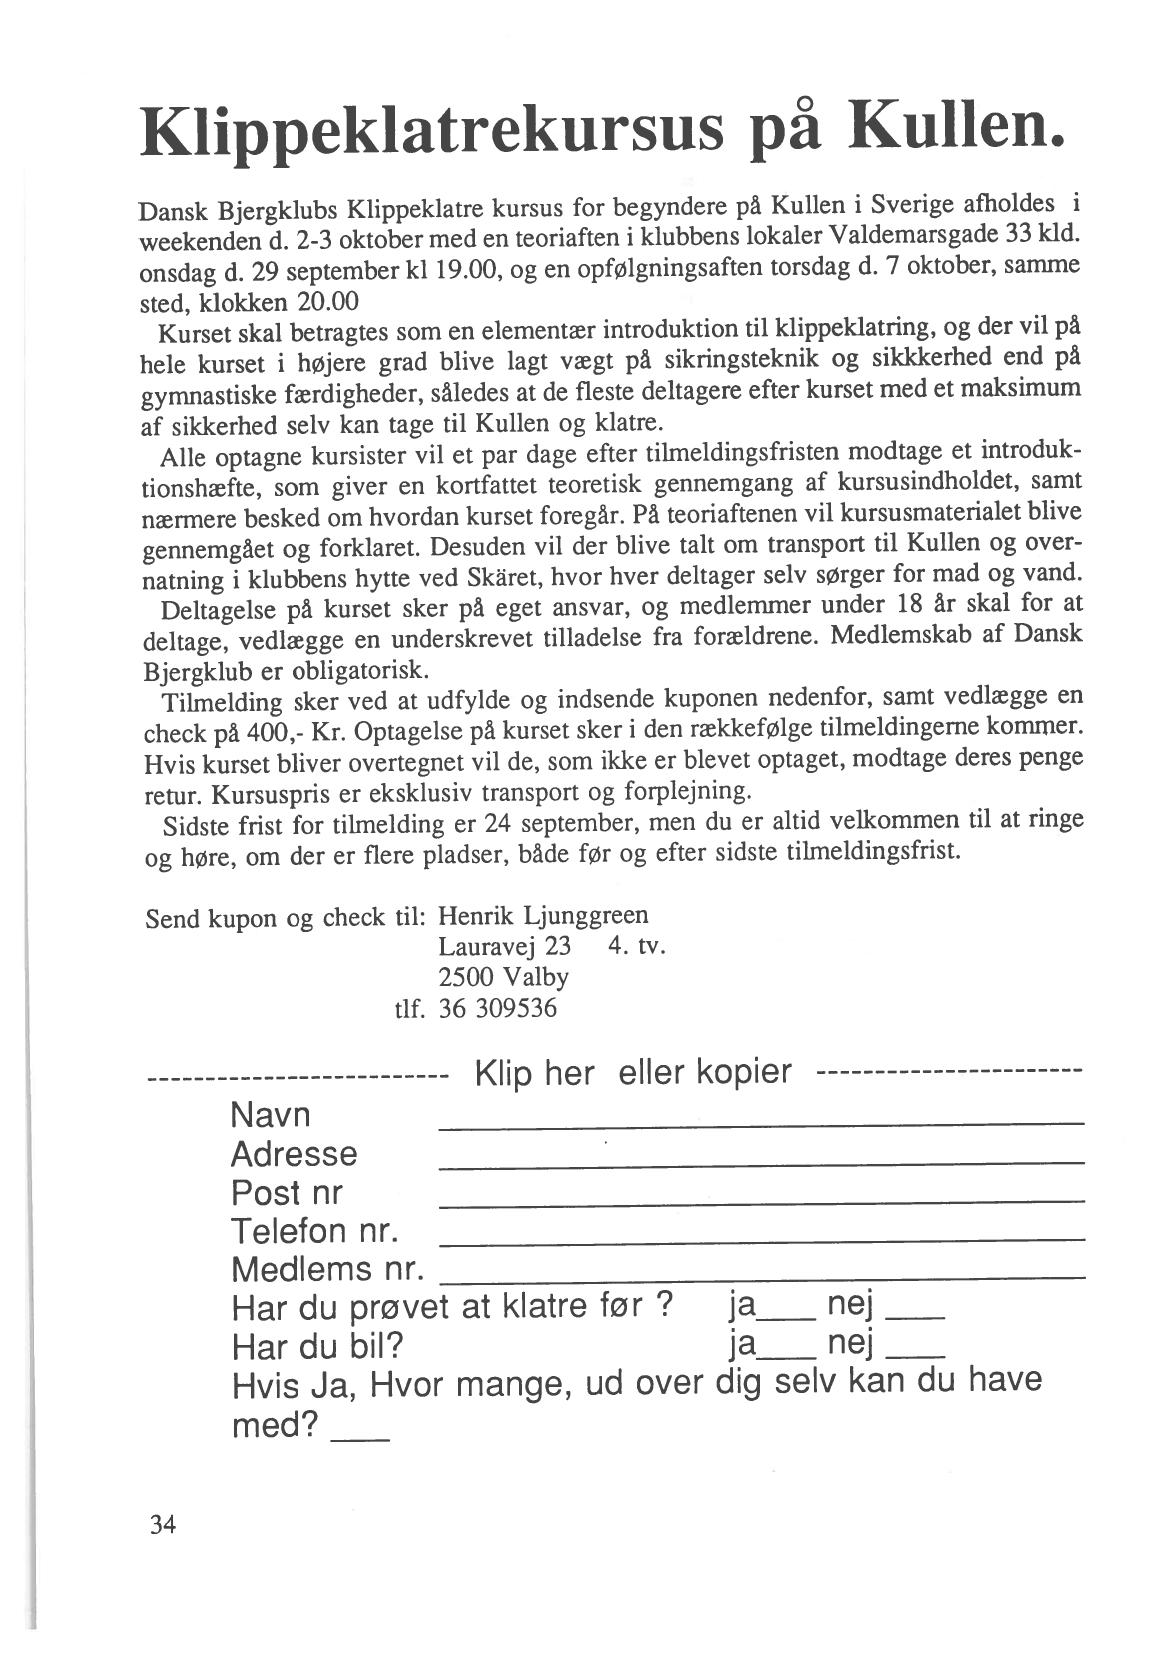 Klippeklatrekursus på Kullen.
Dansk Bjergklubs Klippeklatre kursus for begyndere på Kullen i Sverige afholdes i
weekenden d. 2-3 oktober med en teoriaften i klubbens lokaler Valdemarsgade 33 kld.
onsdag d. 29 september kl 19.00, og en opfølgningsaften torsdag d. 7 oktober, samme
sted, klokken 20.00
Kurset skal betragtes som en elementær introduktion til klippeklatring, og der vil på
hele kurset i højere grad blive lagt vægt på sikringsteknik og sikkkerhed end på
gymnastiske færdigheder, således at de fleste deltagere efter kurset med et maksimum
af sikkerhed selv kan tage til Kullen og klatre.
Alle optagne kursister vil et par dage efter tilmeldingsfristen modtage et introduk-
tionshæfte, som giver en kortfattet teoretisk gennemgang af kursusindholdet, samt
nærmere besked om hvordan kurset foregår. På teoriaftenen vil kursusmaterialet blive
gennemgået og forklaret. Desuden vil der blive talt om transport til Kullen og over-
natning i klubbens hytte ved Skäret, hvor hver deltager selv sørger for mad og vand.
Deltagelse på kurset sker på eget ansvar, og medlemmer under 18 år skal for at
deltage, vedlægge en underskrevet tilladelse fra forældrene. Medlemskab af Dansk
Bjergklub er obligatorisk.
Tilmelding sker ved at udfylde og indsende kuponen nedenfor, samt vedlægge en
check på 400,- Kr. Optagelse på kurset sker i den rækkefølge tilmeldingerne kommer.
Hvis kurset bliver overtegnet vil de, som ikke er blevet optaget, modtage deres penge
retur. Kursuspris er eksklusiv transport og forplejning.
Sidste frist for tilmelding er 24 september, men du er altid velkommen til at ringe
og høre, om der er flere pladser, både før og efter sidste tilmeldingsfrist.
Send kupon og check til: Henrik Ljunggreen
Lauravej 23 4. tv.
2500 Valby
tlf. 36 309536
-------------------------- Klip her eller kopier -----------------------
Navn
Adresse
Post nr
Telefon nr.
Medlems nr.
Har du prøvet at klatre før ? ja____ nej ____
Har du bil? ja____ nej ____
Hvis Ja, Hvor mange, ud over dig selv kan du have
med? ____
34